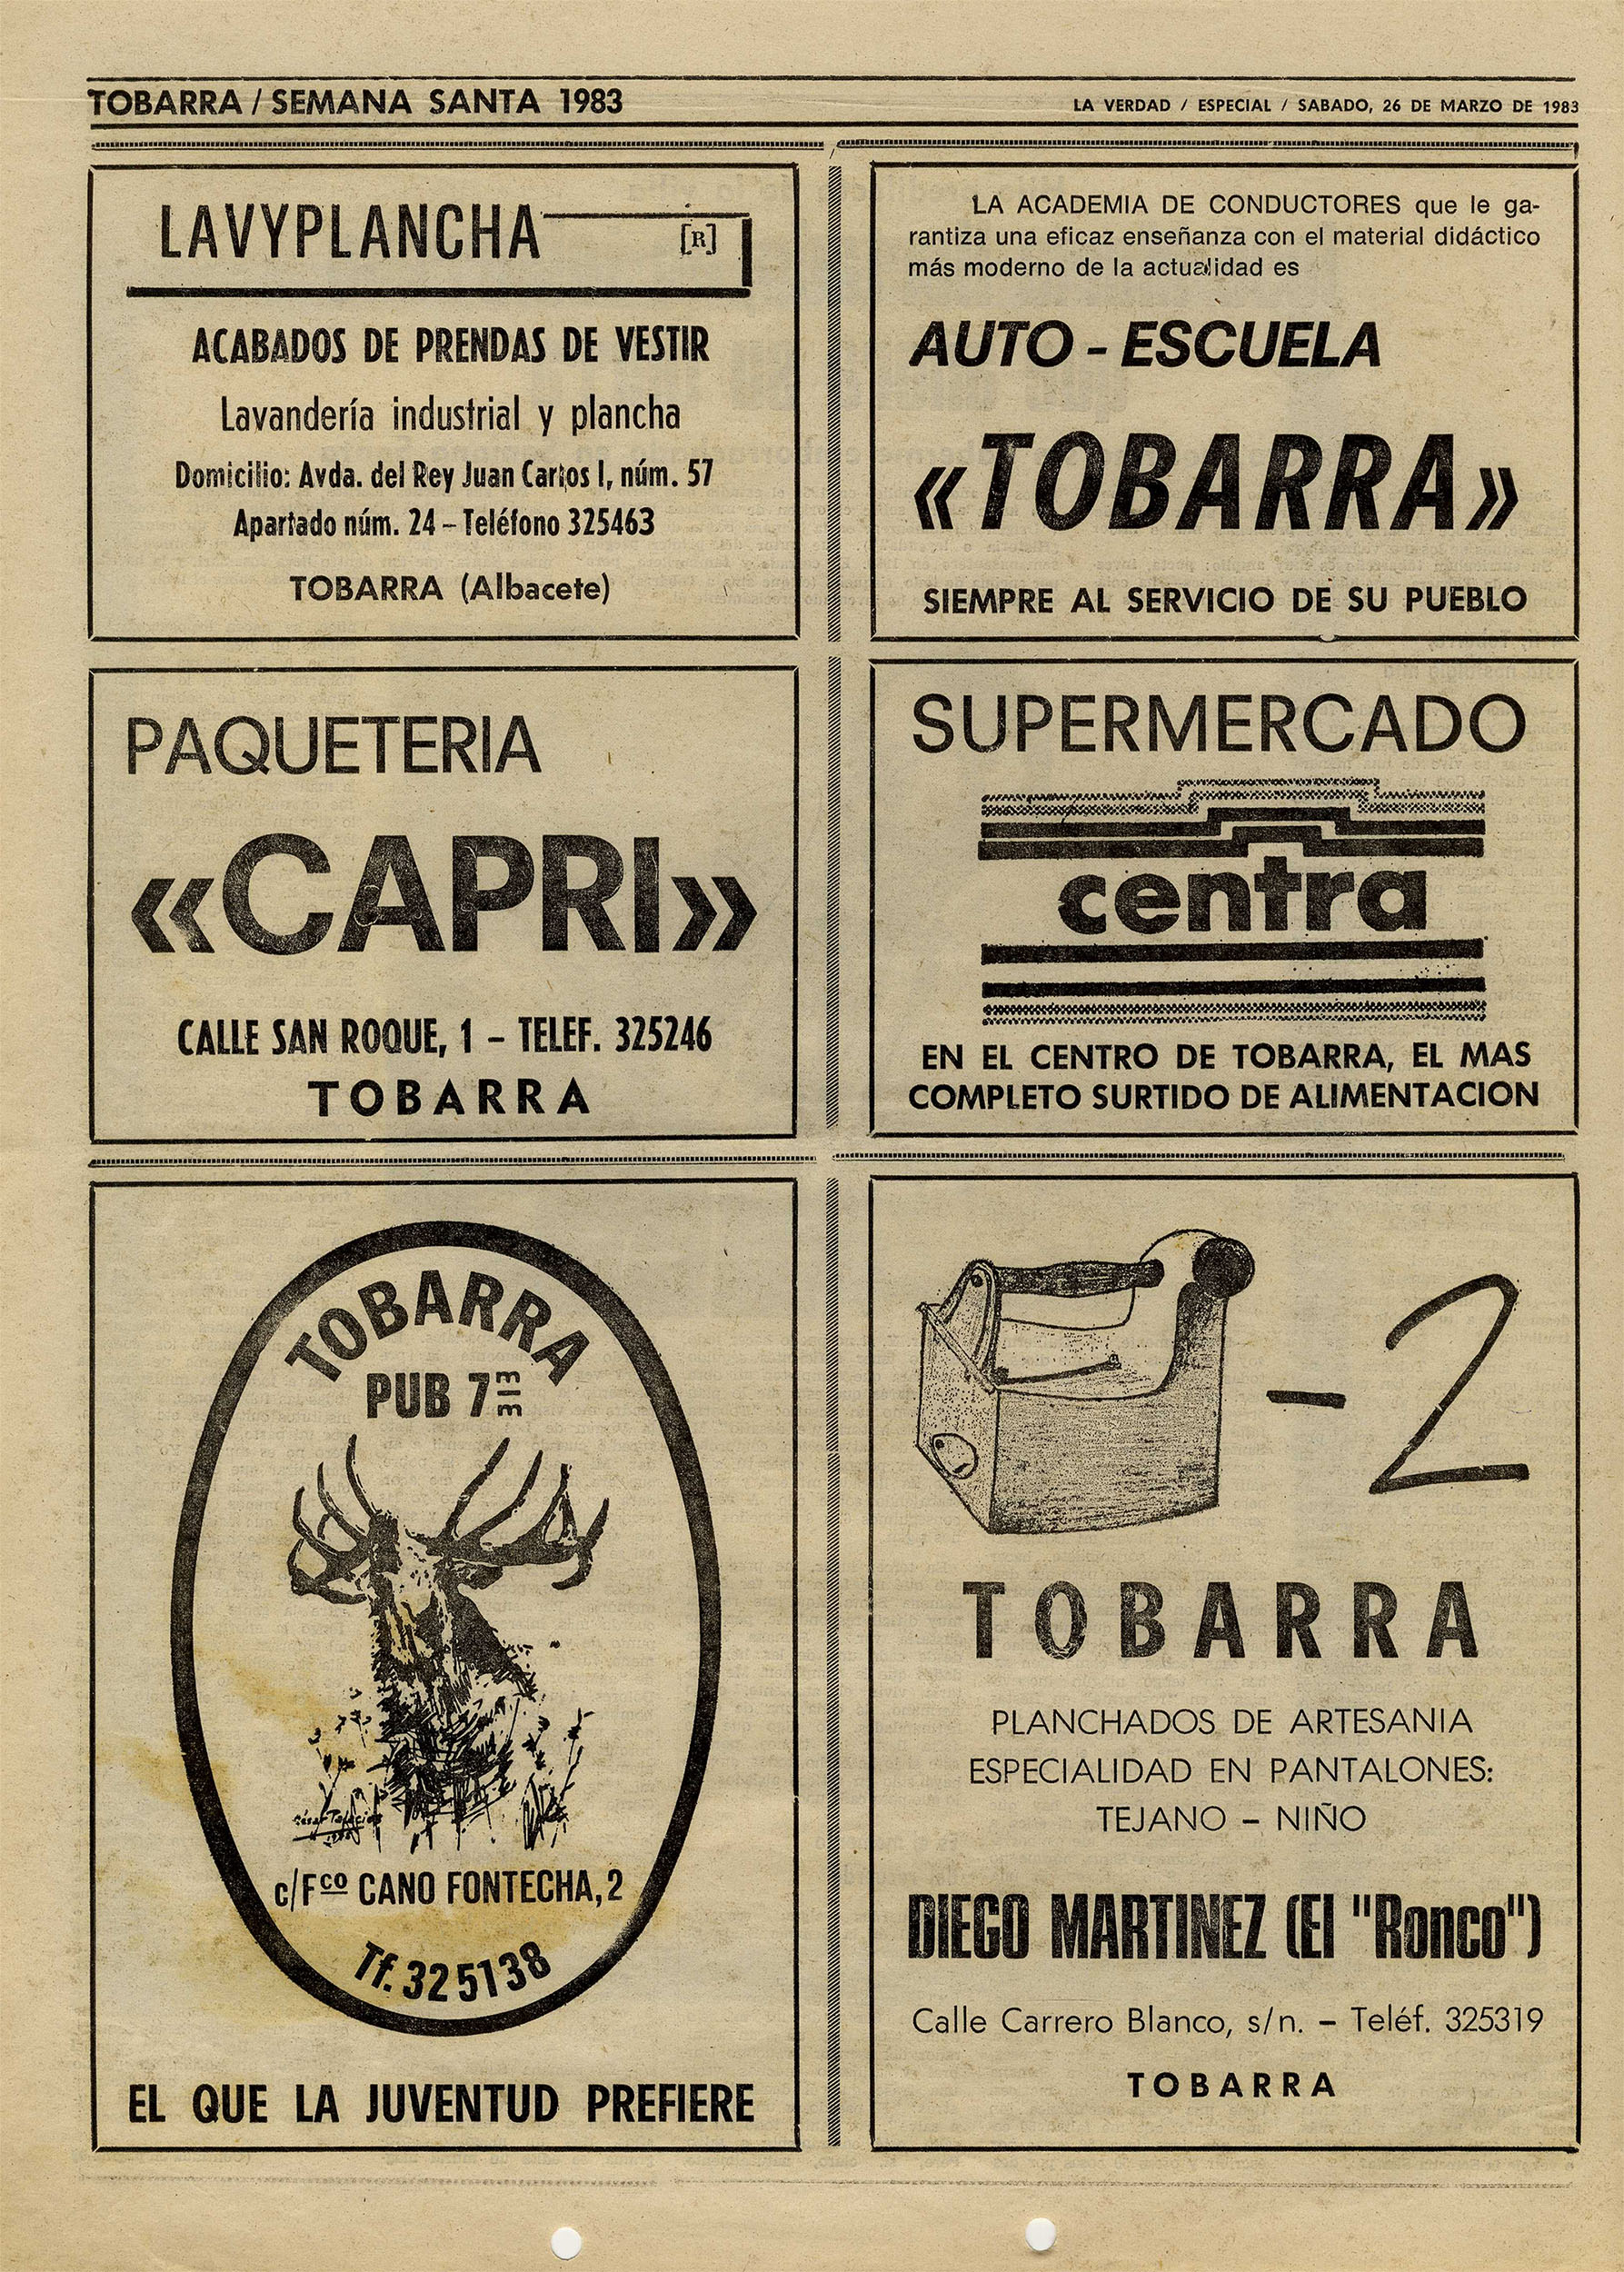 TOBARRA / SEMANA SANTA 1983
LA VERDAD / ESPECIAL / SABADO, 26 DE MARZO DE 1983
LAVYPLANCHA [R]
ACABADOS DE PRENDAS DE VESTIR
Lavandería industrial y plancha
Domicilio: Avda. del Rey Juan Carlos I, núm. 57
Apartado núm. 24 – Teléfono 325463
TOBARRA (Albacete)
LA ACADEMIA DE CONDUCTORES que le ga-
rantiza una eficaz enseñanza con el material didáctico
más moderno de la actualidad es
AUTO - ESCUELA
«TOBARRA»
SIEMPRE AL SERVICIO DE SU PUEBLO
PAQUETERIA
«CAPRI»
CALLE SAN ROQUE, 1 – TELEF. 325246
TOBARRA
SUPERMERCADO
centra
EN EL CENTRO DE TOBARRA, EL MAS
COMPLETO SURTIDO DE ALIMENTACION
TOBARRA
PUB 7 m/m
c/Fco CANO FONTECHA, 2
Tf. 325138
EL QUE LA JUVENTUD PREFIERE
-2
TOBARRA
PLANCHADOS DE ARTESANIA
ESPECIALIDAD EN PANTALONES:
TEJANO – NIÑO
DIEGO MARTINEZ (El "Ronco")
Calle Carrero Blanco, s/n. – Teléf. 325319
TOBARRA